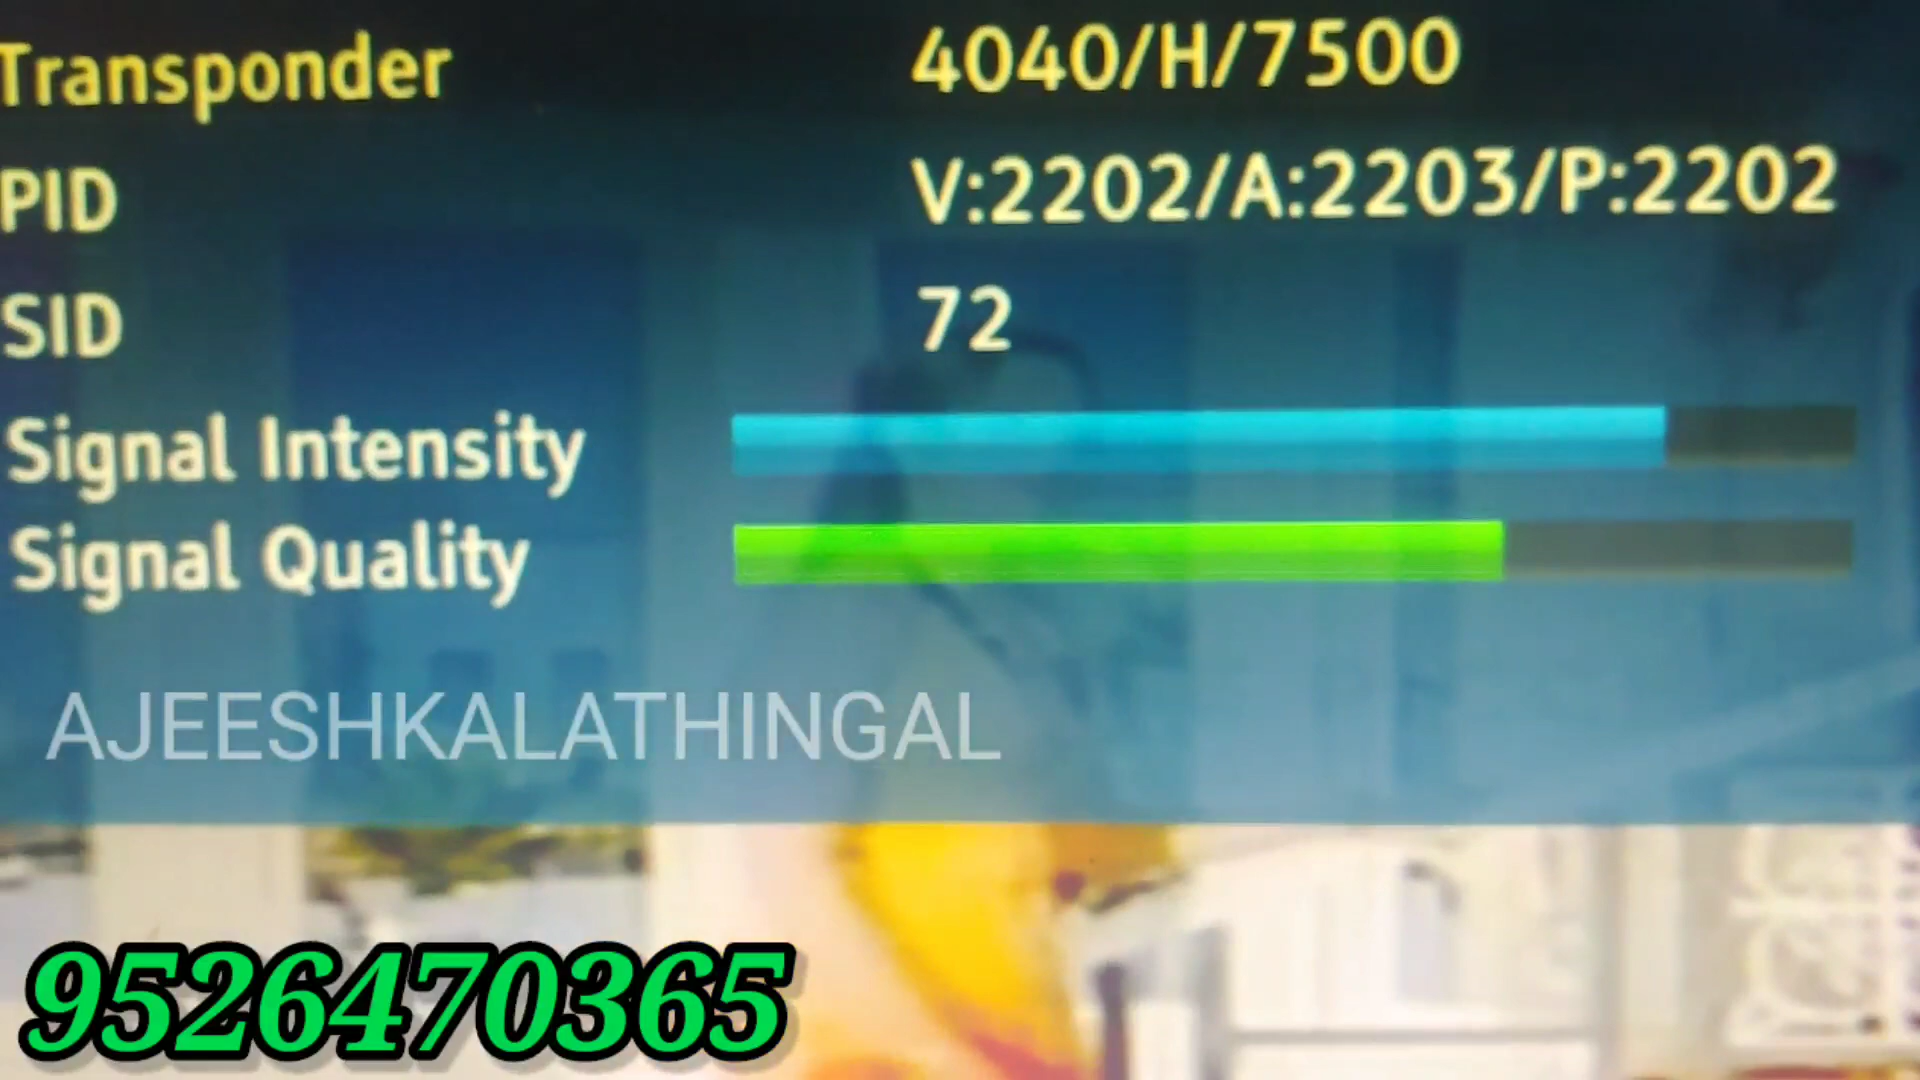 Transponder 4040/H/7500
PID V:2202/A:2203/P:2202
SID 72
Signal Intensity
Signal Quality
AJEESHKALATHINGAL
9526470365